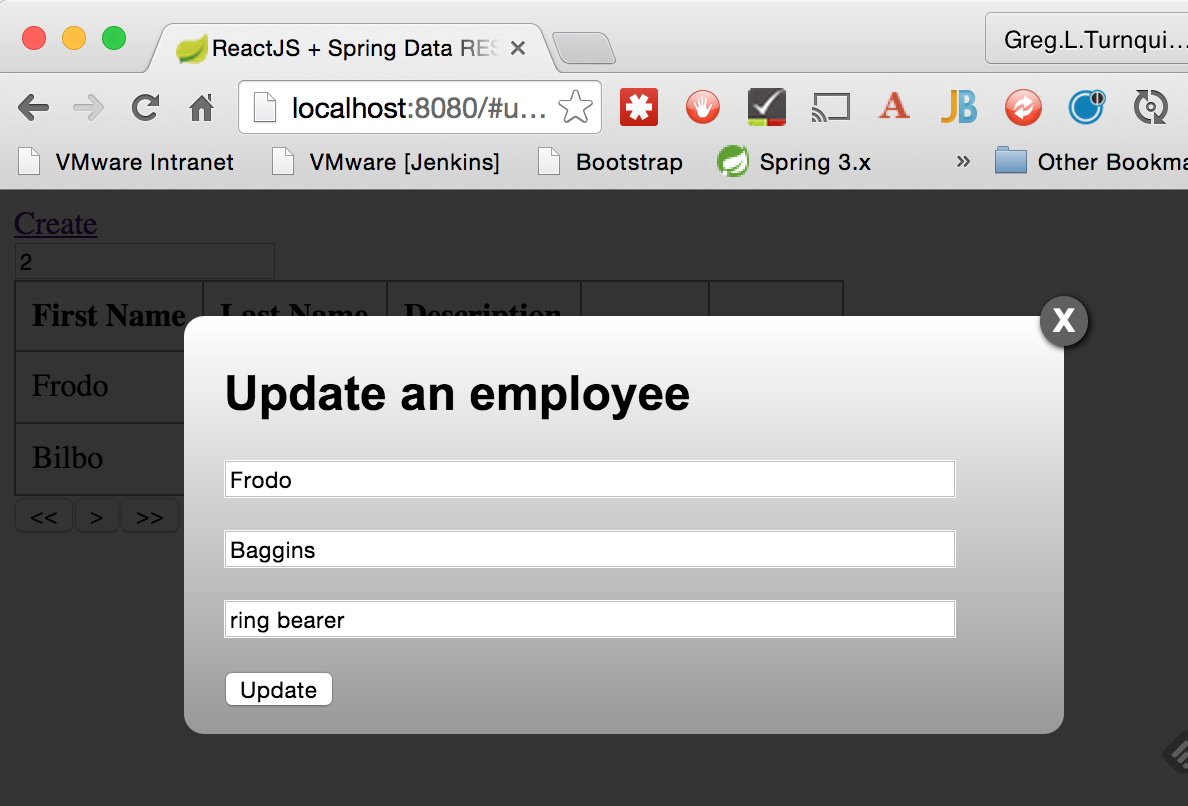 ReactJS + Spring Data RES
Greg.L.Turnqui...
localhost:8080/#u...
A JB
VMware Intranet VMware [Jenkins] Bootstrap Spring 3.x » Other Bookma
Create
2
First Name Last Name Description
X
Update an employee
Frodo
Frodo
Bilbo
Baggins
<< > >>
ring bearer
Update